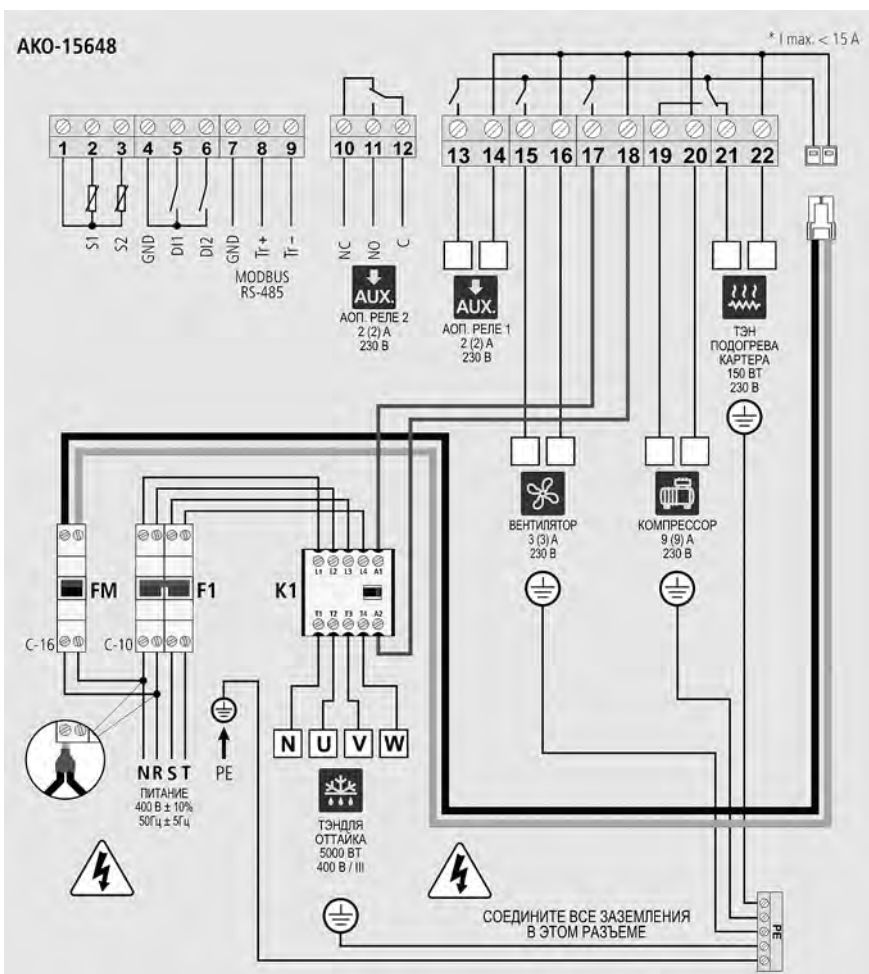 AKO-15648
* I max. < 15 A
1 2 3 4 5 6 7 8 9
10 11 12
13 14 15 16 17 18 19 20 21 22
S1
S2
GND
DI1
DI2
GND
Tr+
Tr−
MODBUS
RS-485
NC
NO
C
AUX.
АОП. РЕЛЕ 2
2 (2) А
230 В
AUX.
АОП. РЕЛЕ 1
2 (2) А
230 В
ТЭН
ПОДОГРЕВА
КАРТЕРА
150 ВТ
230 В
ВЕНТИЛЯТОР
3 (3) А
230 В
КОМПРЕССОР
9 (9) А
230 В
FM
F1
K1
L1 L2 L3 L4 A1
T1 T2 T3 T4 A2
C-16
C-10
N R S T
ПИТАНИЕ
400 В ± 10%
50Гц ± 5Гц
PE
N U V W
ТЭНДЛЯ
ОТТАЙКА
5000 ВТ
400 В / III
СОЕДИНИТЕ ВСЕ ЗАЗЕМЛЕНИЯ
В ЭТОМ РАЗЪЕМЕ
PE